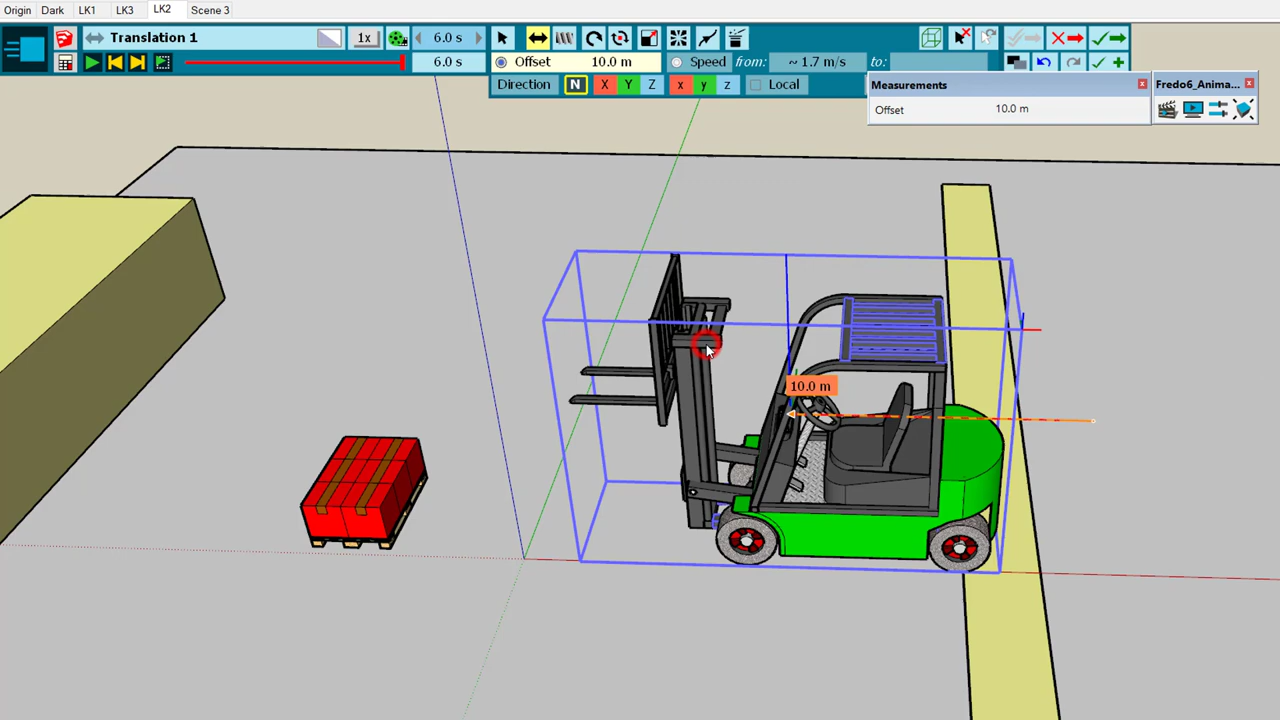 Origin Dark LK1 LK3 LK2 Scene 3
Translation 1 1x 6.0 s
6.0 s Offset 10.0 m Speed from: ~ 1.7 m/s to:
Direction N X Y Z x y z Local
Measurements
Offset 10.0 m
Fredo6_Anima...
10.0 m